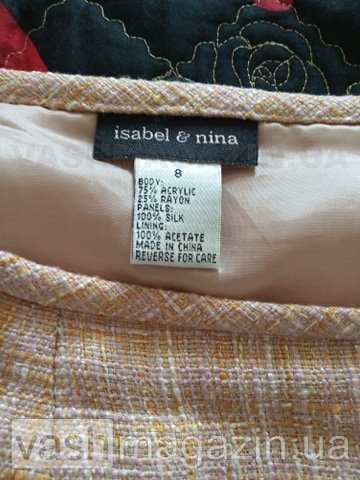 isabel & nina
8
BODY:
75% ACRYLIC
25% RAYON
PANELS:
100% SILK
LINING:
100% ACETATE
MADE IN CHINA
REVERSE FOR CARE
vashmagazin.ua